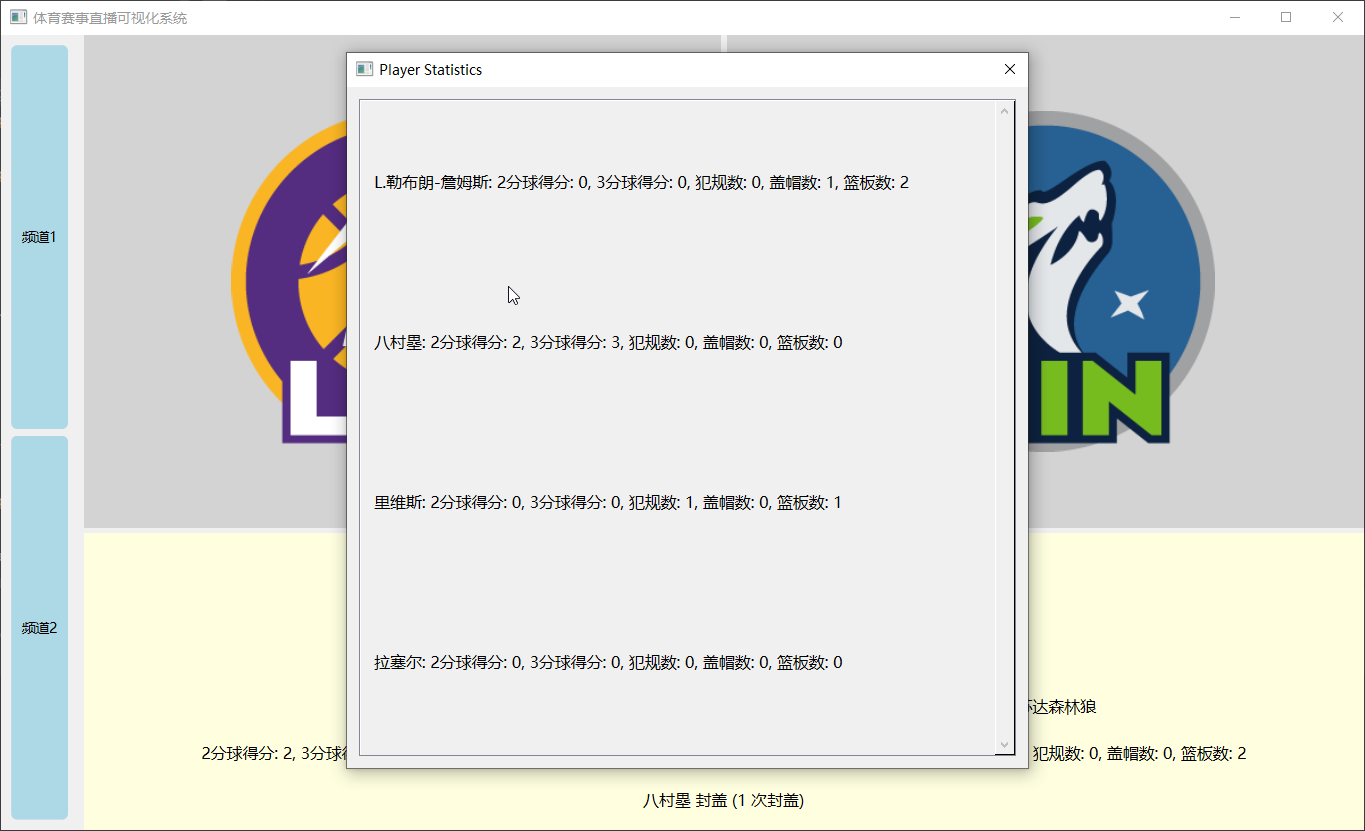 体育赛事直播可视化系统
Player Statistics
频道1
L.勒布朗-詹姆斯: 2分球得分: 0, 3分球得分: 0, 犯规数: 0, 盖帽数: 1, 篮板数: 2
八村塁: 2分球得分: 2, 3分球得分: 3, 犯规数: 0, 盖帽数: 0, 篮板数: 0
L
IN
里维斯: 2分球得分: 0, 3分球得分: 0, 犯规数: 1, 盖帽数: 0, 篮板数: 1
频道2
拉塞尔: 2分球得分: 0, 3分球得分: 0, 犯规数: 0, 盖帽数: 0, 篮板数: 0
达森林狼
2分球得分: 2, 3分球
犯规数: 0, 盖帽数: 0, 篮板数: 2
八村塁 封盖 (1 次封盖)